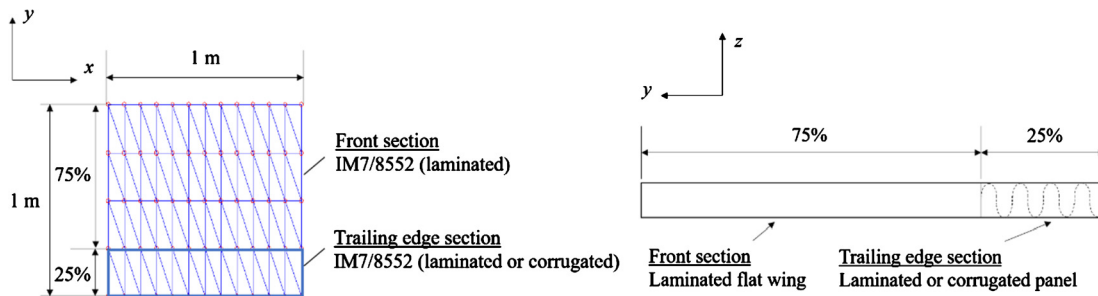 y
x
1 m
1 m
75%
25%
Front section
IM7/8552 (laminated)
Trailing edge section
IM7/8552 (laminated or corrugated)
z
y
75%
25%
Front section
Laminated flat wing
Trailing edge section
Laminated or corrugated panel